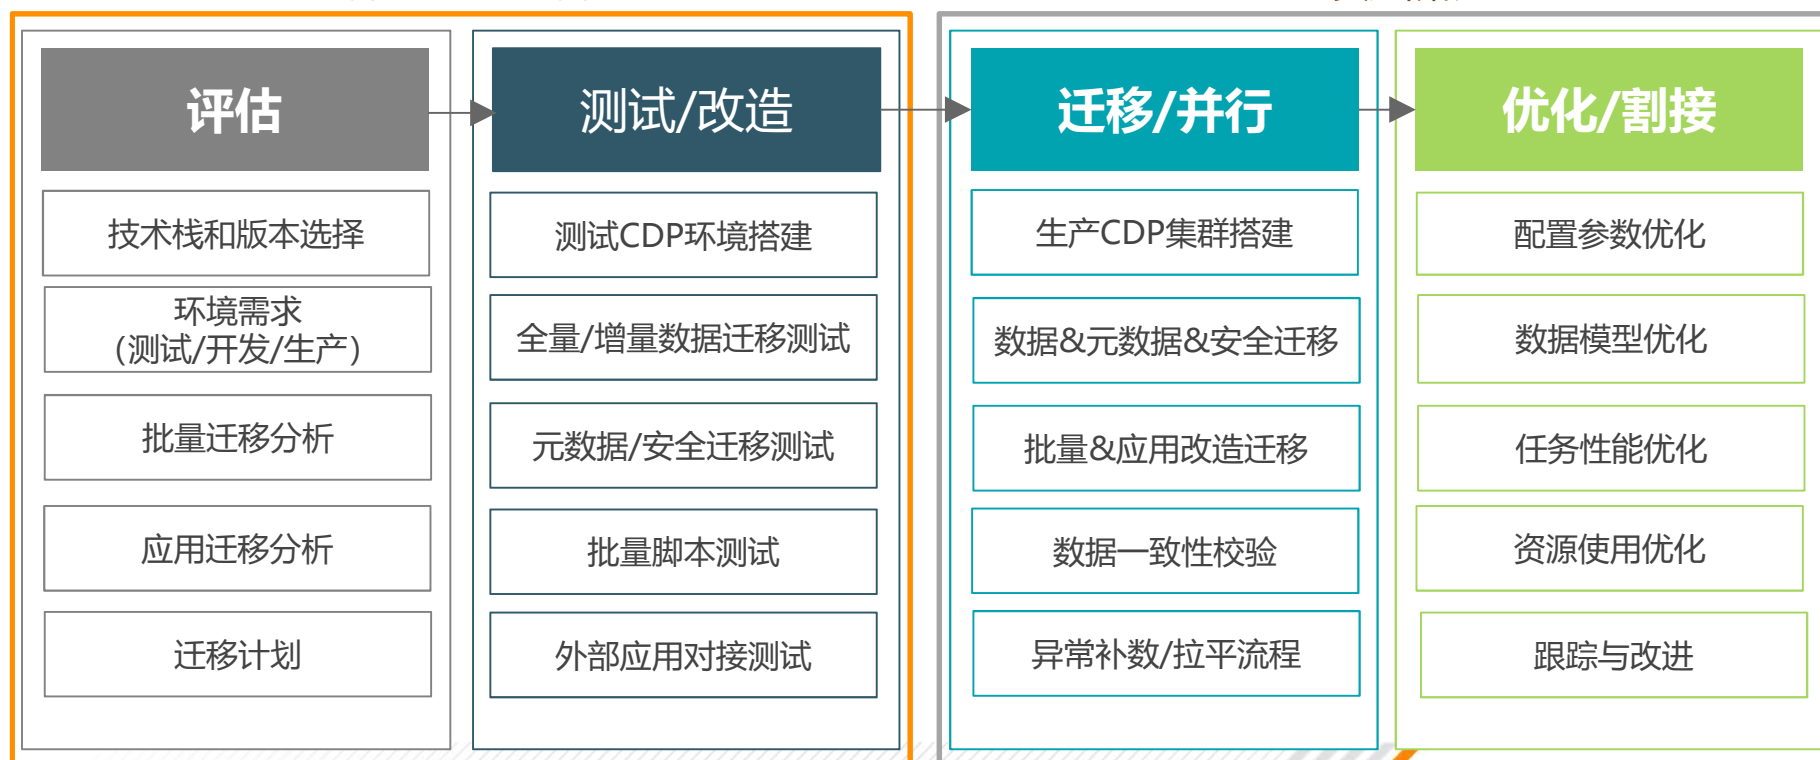 评估
技术栈和版本选择
环境需求
（测试/开发/生产）
批量迁移分析
应用迁移分析
迁移计划
测试/改造
测试CDP环境搭建
全量/增量数据迁移测试
元数据/安全迁移测试
批量脚本测试
外部应用对接测试
迁移/并行
生产CDP集群搭建
数据&元数据&安全迁移
批量&应用改造迁移
数据一致性校验
异常补数/拉平流程
优化/割接
配置参数优化
数据模型优化
任务性能优化
资源使用优化
跟踪与改进